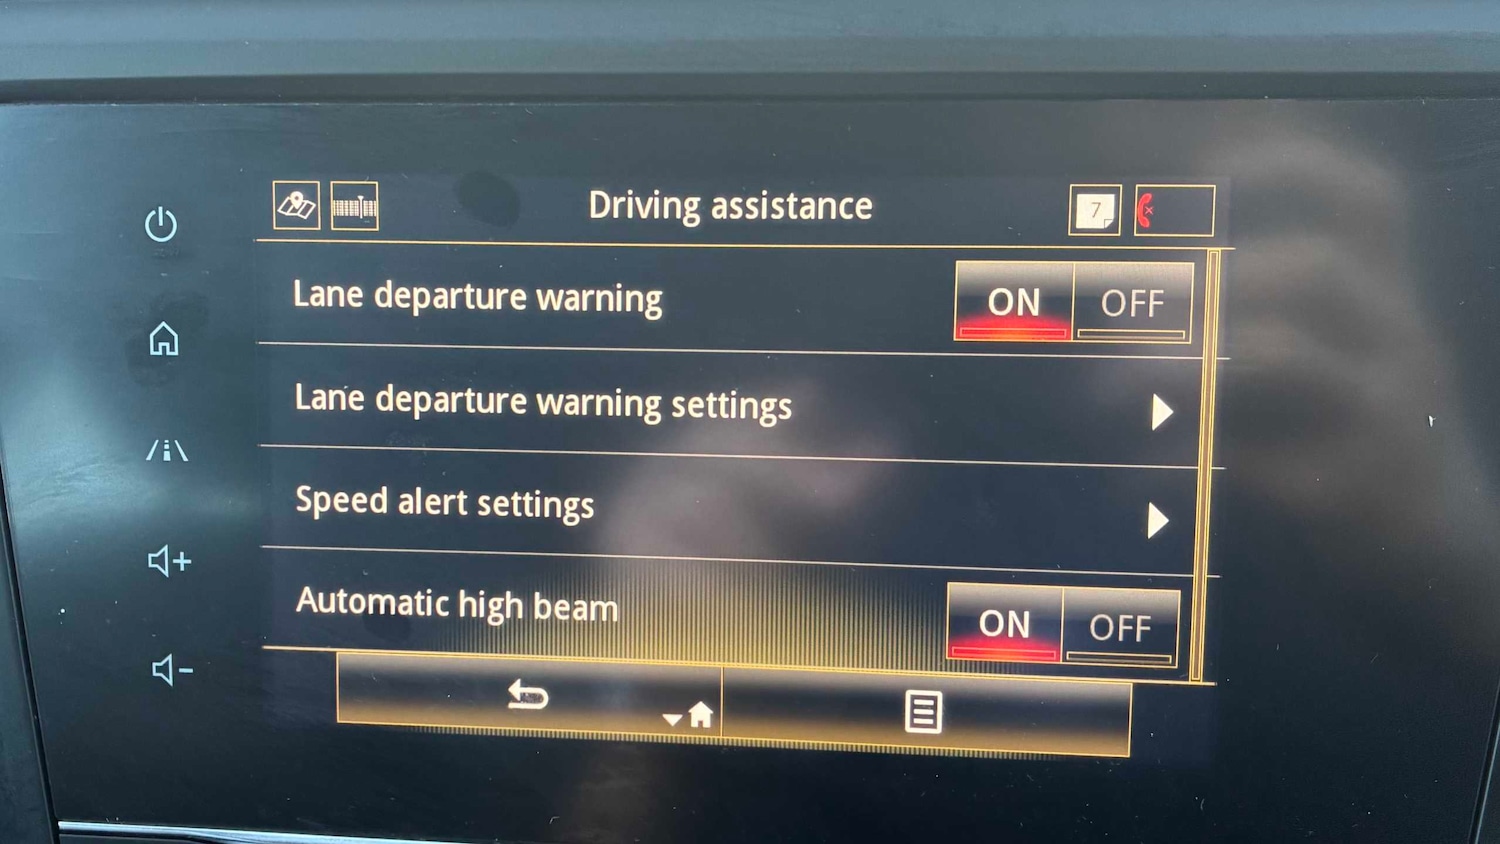 Driving assistance
7
Lane departure warning
ON OFF
Lane departure warning settings
Speed alert settings
Automatic high beam
ON OFF